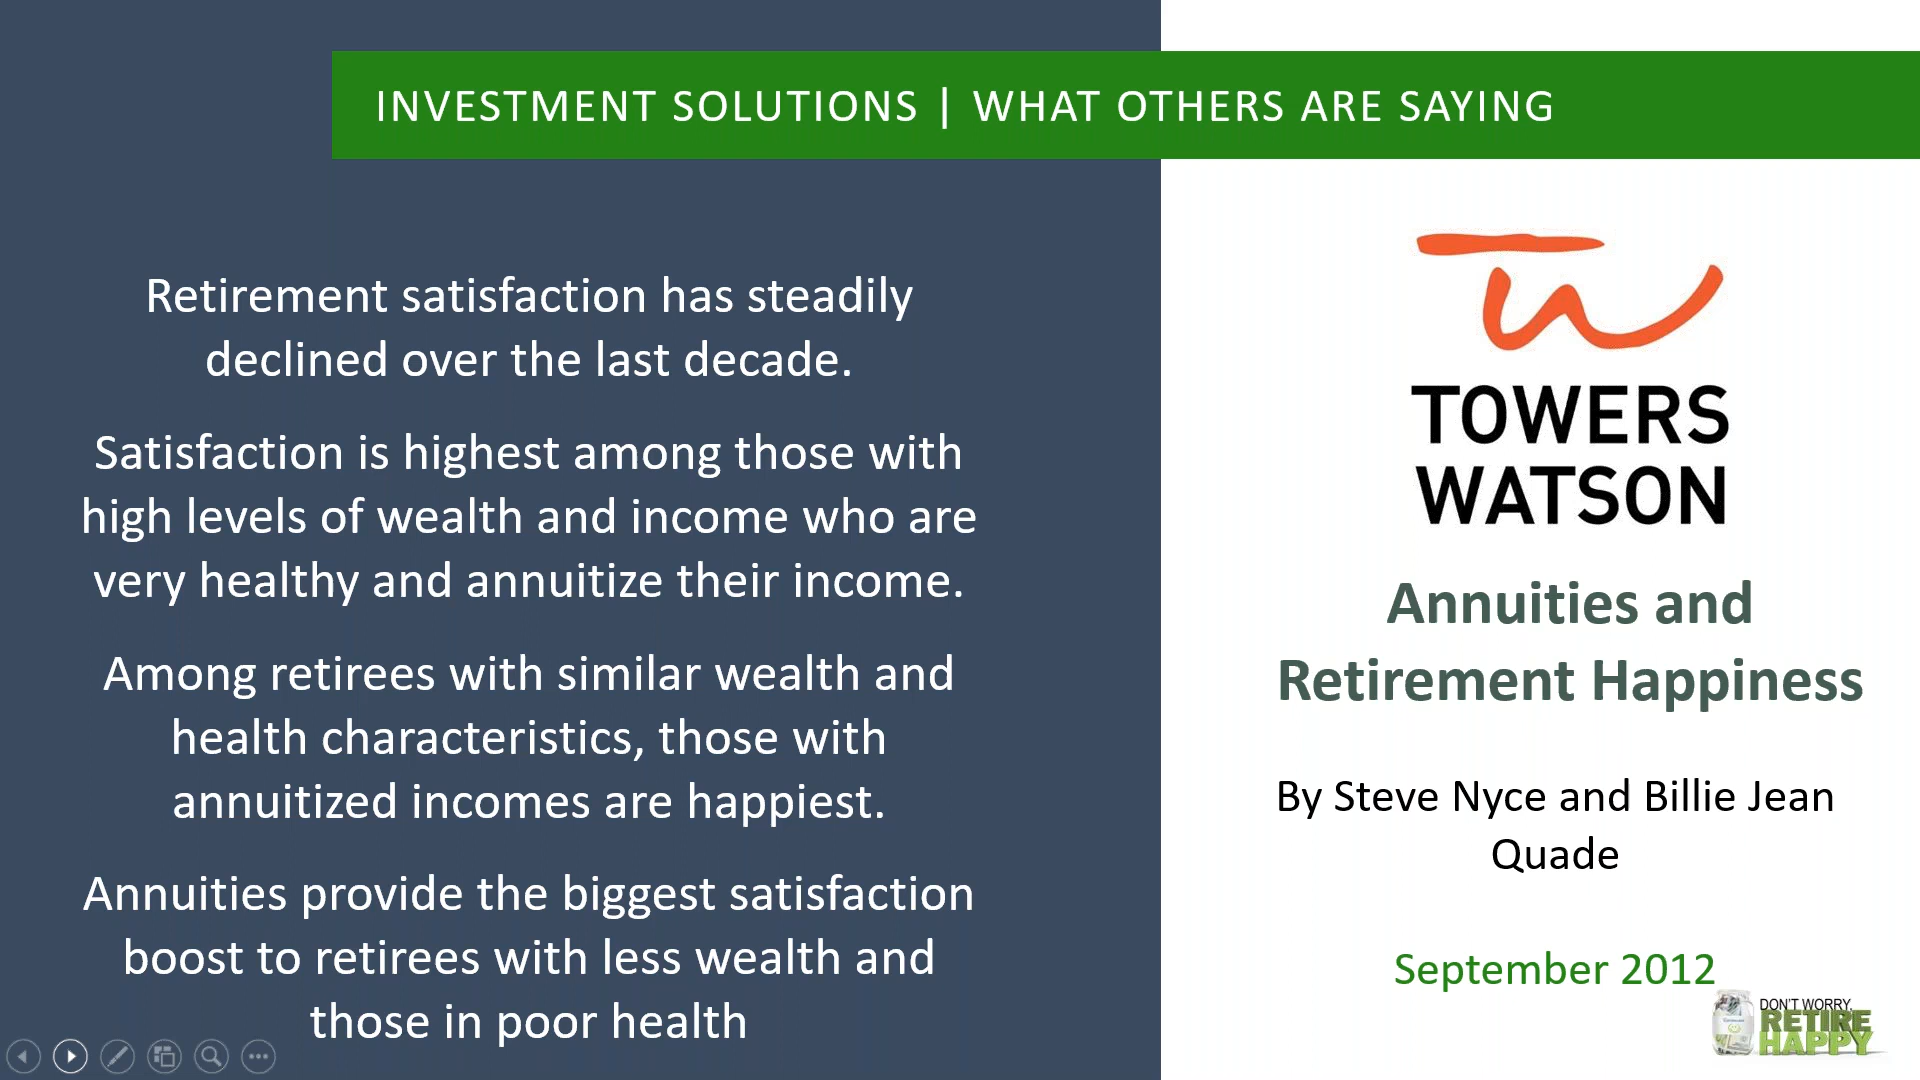 INVESTMENT SOLUTIONS | WHAT OTHERS ARE SAYING
Retirement satisfaction has steadily
declined over the last decade.
Satisfaction is highest among those with
high levels of wealth and income who are
very healthy and annuitize their income.
Among retirees with similar wealth and
health characteristics, those with
annuitized incomes are happiest.
Annuities provide the biggest satisfaction
boost to retirees with less wealth and
those in poor health
TOWERS
WATSON
Annuities and
Retirement Happiness
By Steve Nyce and Billie Jean
Quade
September 2012
DON'T WORRY,
RETIRE
HAPPY